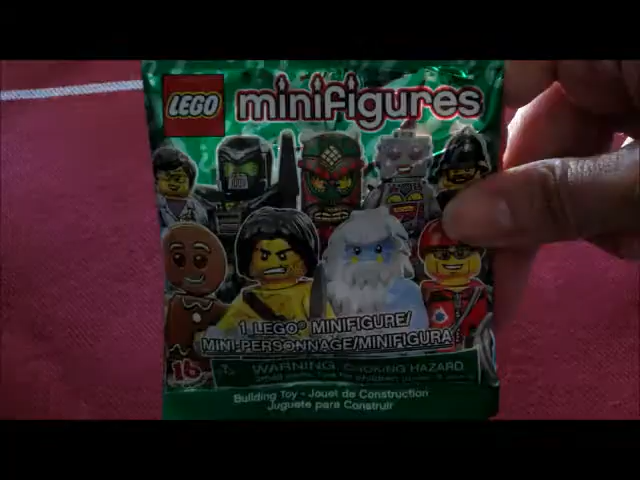 LEGO minifigures
1 LEGO® MINIFIGURE/
MINI-PERSONNAGE/MINIFIGURA
16
WARNING. CHOKING HAZARD
Building Toy - Jouet de Construction
Juguete para Construir